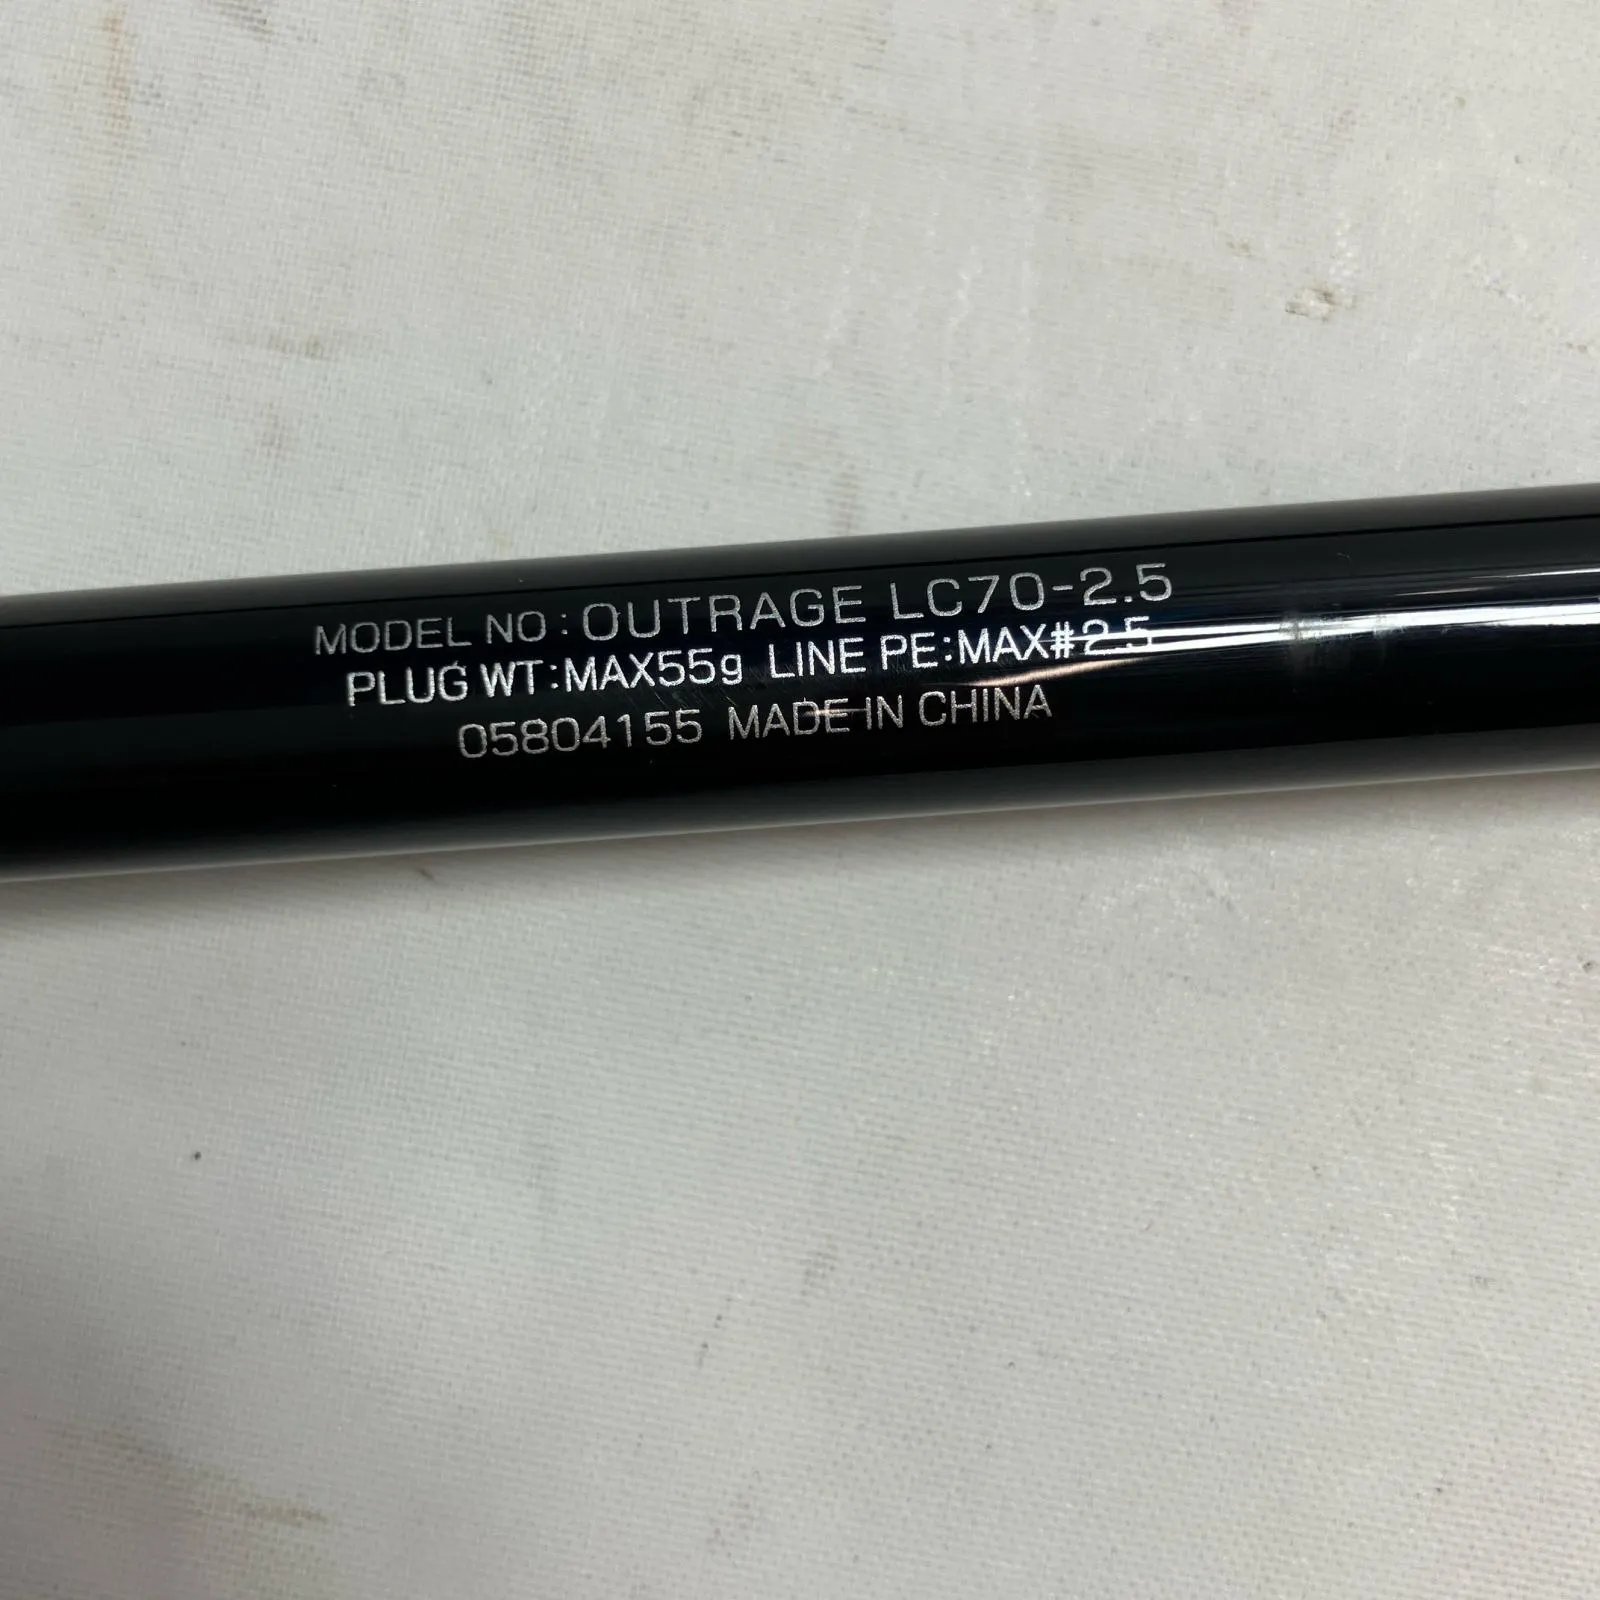 MODEL NO:OUTRAGE LC70-2.5
PLUG WT:MAX55g LINE PE:MAX#2.5
05804155 MADE IN CHINA